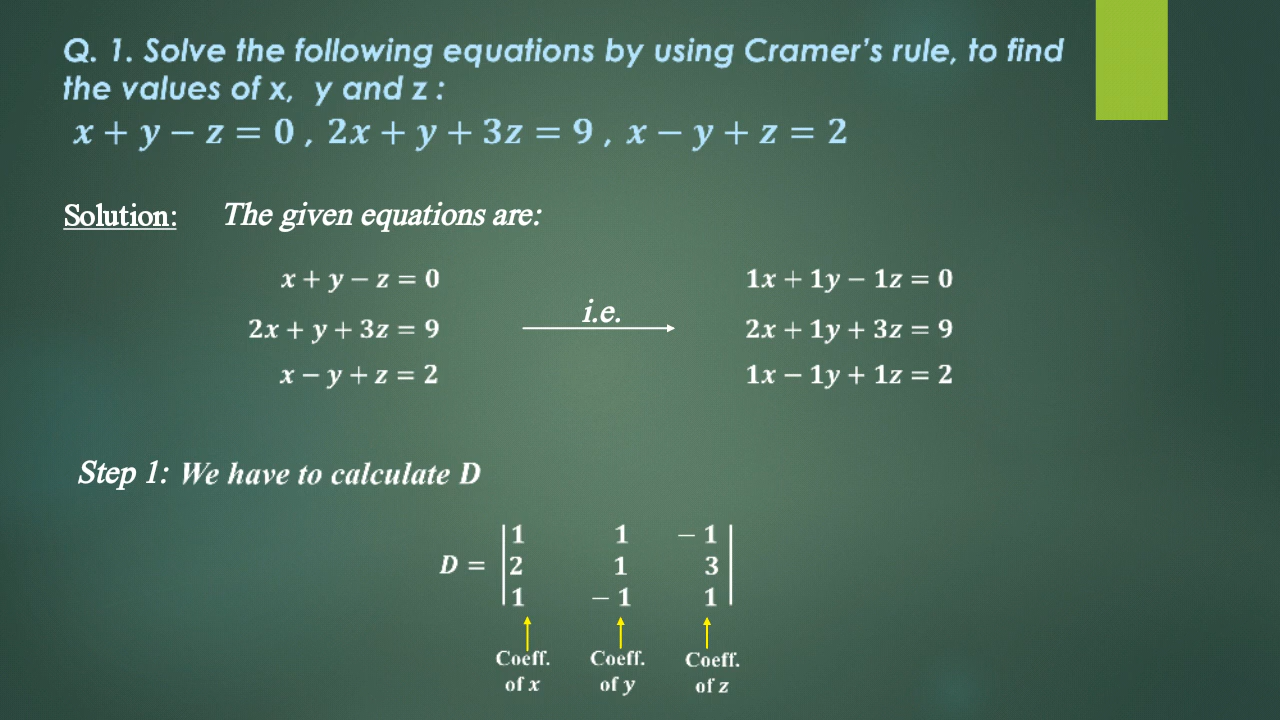 Q. 1. Solve the following equations by using Cramer's rule, to find
the values of x, y and z :
x + y − z = 0 , 2x + y + 3z = 9 , x − y + z = 2
Solution: The given equations are:
x + y − z = 0 1x + 1y − 1z = 0
i.e.
2x + y + 3z = 9 2x + 1y + 3z = 9
x − y + z = 2 1x − 1y + 1z = 2
Step 1: We have to calculate D
|1 1 − 1|
D = |2 1 3|
|1 − 1 1|
Coeff. Coeff. Coeff.
of x of y of z